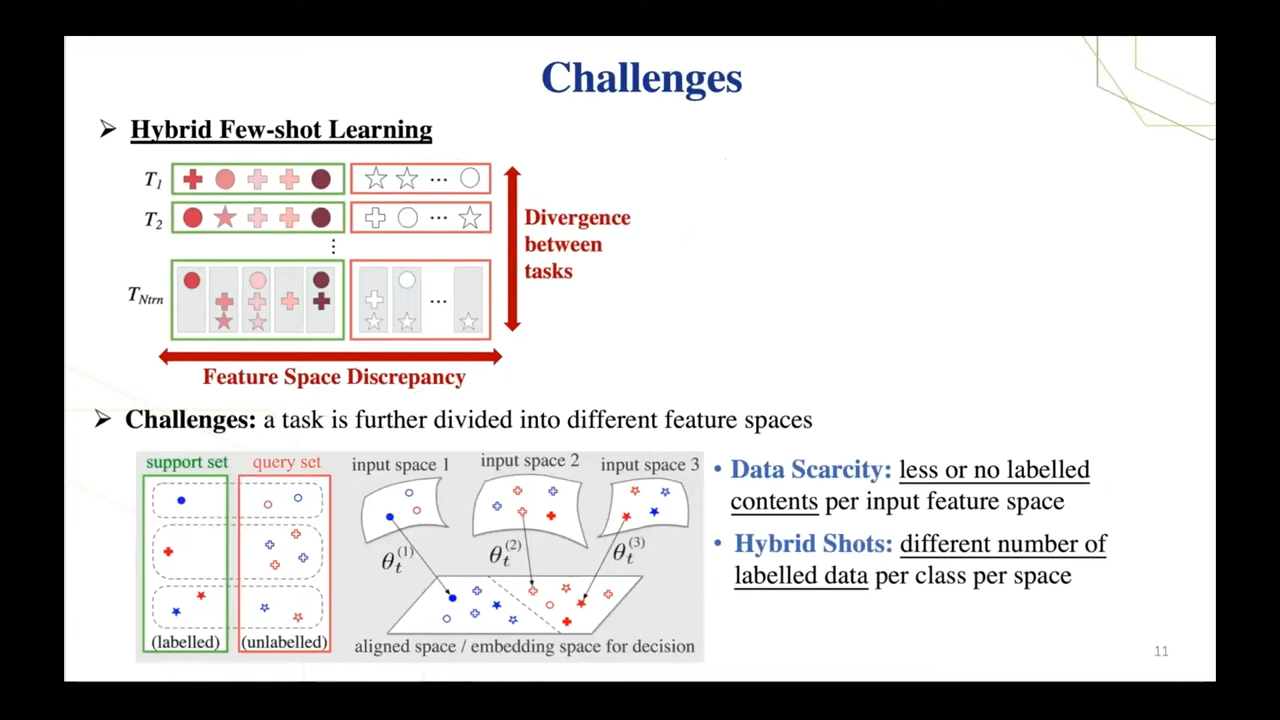 Challenges
➢ Hybrid Few-shot Learning
T1
T2
⋮
TNtrn
...
...
...
Divergence
between
tasks
Feature Space Discrepancy
➢ Challenges: a task is further divided into different feature spaces
support set
query set
(labelled)
(unlabelled)
input space 1
input space 2
input space 3
θt(1)
θt(2)
θt(3)
aligned space / embedding space for decision
• Data Scarcity: less or no labelled
contents per input feature space
• Hybrid Shots: different number of
labelled data per class per space
11